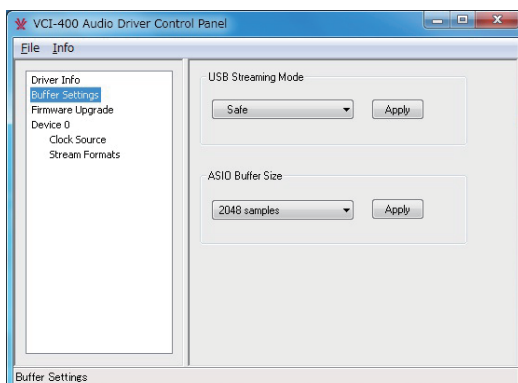 VCI-400 Audio Driver Control Panel
File Info
Driver Info
Buffer Settings
Firmware Upgrade
Device 0
Clock Source
Stream Formats
USB Streaming Mode
Safe Apply
ASIO Buffer Size
2048 samples Apply
Buffer Settings